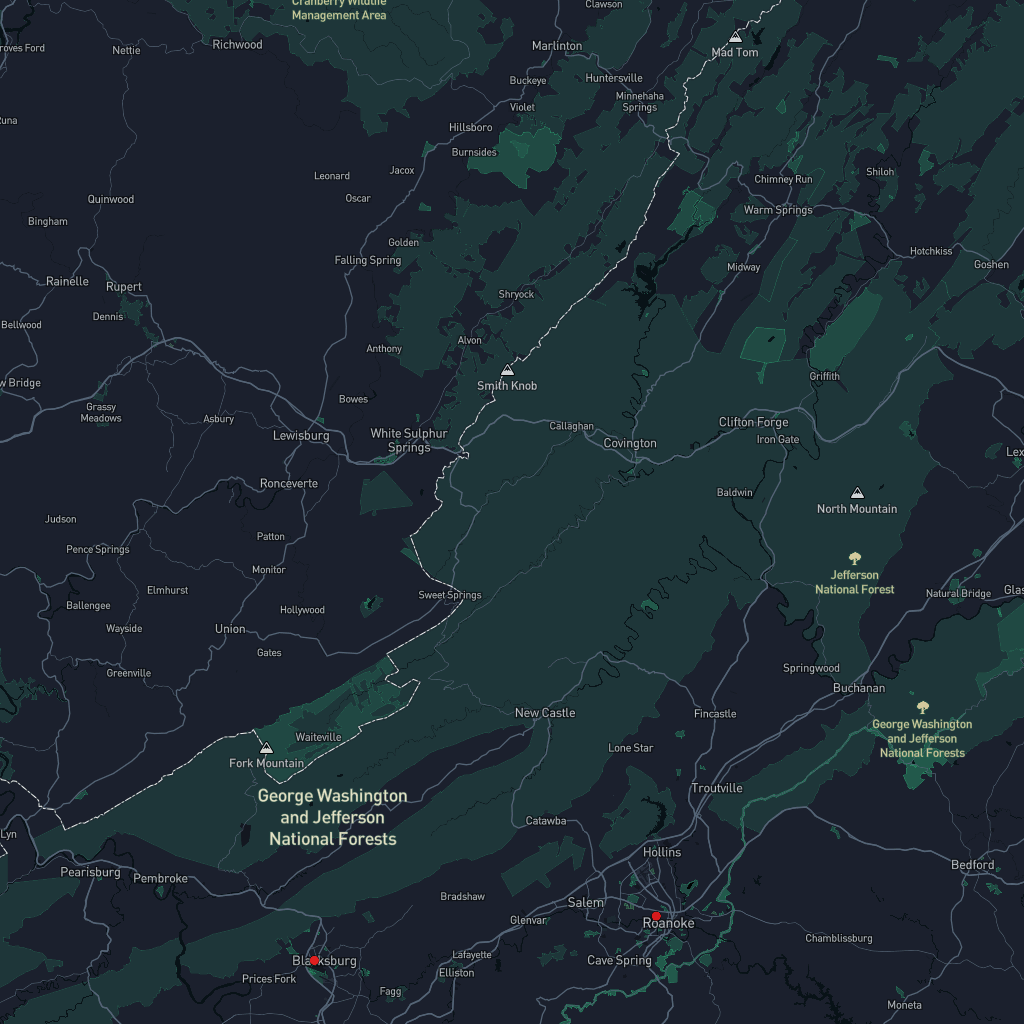 Cranberry Wildlife
Management Area
Clawson
Richwood
Nettie
Marlinton
Mad Tom
Buckeye
Huntersville
Minnehaha
Springs
Violet
Hillsboro
Burnsides
Jacox
Leonard
Oscar
Chimney Run
Shiloh
Quinwood
Bingham
Warm Springs
Golden
Falling Spring
Hotchkiss
Goshen
Midway
Rainelle
Rupert
Shryock
Dennis
Bellwood
Alvon
Anthony
Smith Knob
Griffith
w Bridge
Bowes
Grassy
Meadows
Asbury
Lewisburg
White Sulphur
Springs
Callaghan
Covington
Clifton Forge
Iron Gate
Lex
Ronceverte
Baldwin
North Mountain
Judson
Patton
Pence Springs
Monitor
Jefferson
National Forest
Elmhurst
Sweet Springs
Natural Bridge
Glas
Ballengee
Hollywood
Wayside
Union
Gates
Greenville
Springwood
Buchanan
New Castle
Fincastle
George Washington
and Jefferson
National Forests
Waiteville
Lone Star
Fork Mountain
Troutville
George Washington
and Jefferson
National Forests
Catawba
Lyn
Hollins
Pearisburg
Pembroke
Bedford
Bradshaw
Salem
Glenvar
Roanoke
Chamblissburg
Lafayette
Cave Spring
Blacksburg
Elliston
Prices Fork
Fagg
Moneta